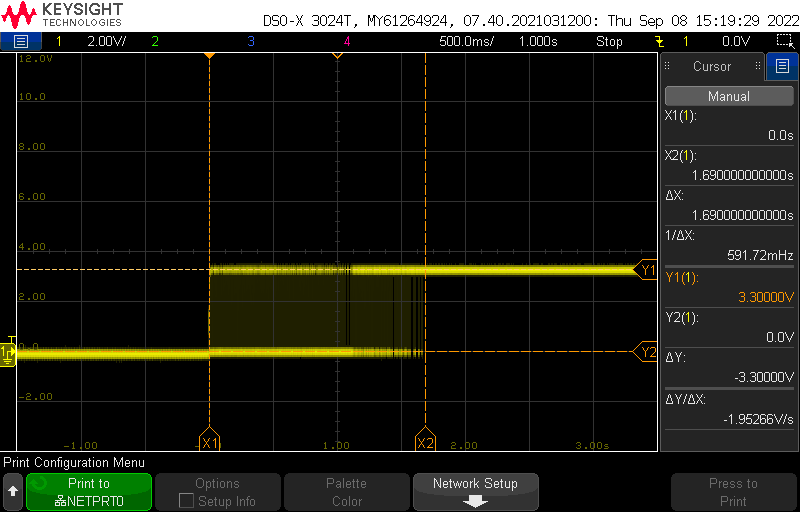 KEYSIGHT
TECHNOLOGIES
DSO-X 3024T, MY61264924, 07.40.2021031200: Thu Sep 08 15:19:29 2022
1 2.00V/ 2 3 4 500.0ms/ 1.000s Stop 1 0.0V
12.0V
10.0
8.00
6.00
4.00
2.00
0.0
-2.00
-1.00 1.00 2.00 3.00s
T
1
Y1
Y2
X1
X2
Cursor
Manual
X1(1):
0.0s
X2(1):
1.690000000000s
ΔX:
1.690000000000s
1/ΔX:
591.72mHz
Y1(1):
3.30000V
Y2(1):
0.0V
ΔY:
-3.30000V
ΔY/ΔX:
-1.95266V/s
Print Configuration Menu
Print to
NETPRT0
Options
Setup Info
Palette
Color
Network Setup
Press to
Print